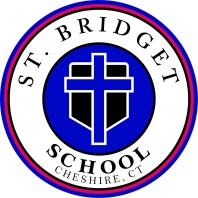 ST. BRIDGET
SCHOOL
CHESHIRE, CT